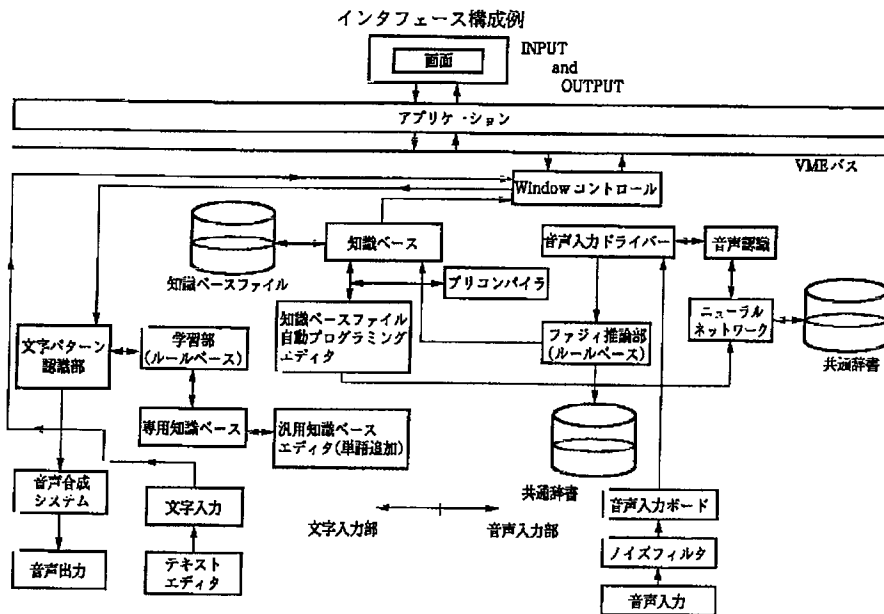 インタフェース構成例
画面
INPUT
and
OUTPUT
アプリケーション
VMEバス
Windowコントロール
知識ベース
音声入力ドライバー
音声認識
知識ベースファイル
プリコンパイラ
知識ベースファイル
自動プログラミング
エディタ
ファジィ推論部
(ルールベース)
ニューラル
ネットワーク
共通辞書
文字パターン
認識部
学習部
(ルールベース)
専用知識ベース
汎用知識ベース
エディタ(単語追加)
共通辞書
音声合成
システム
文字入力
文字入力部
音声入力部
音声入力ボード
音声出力
テキスト
エディタ
ノイズフィルタ
音声入力